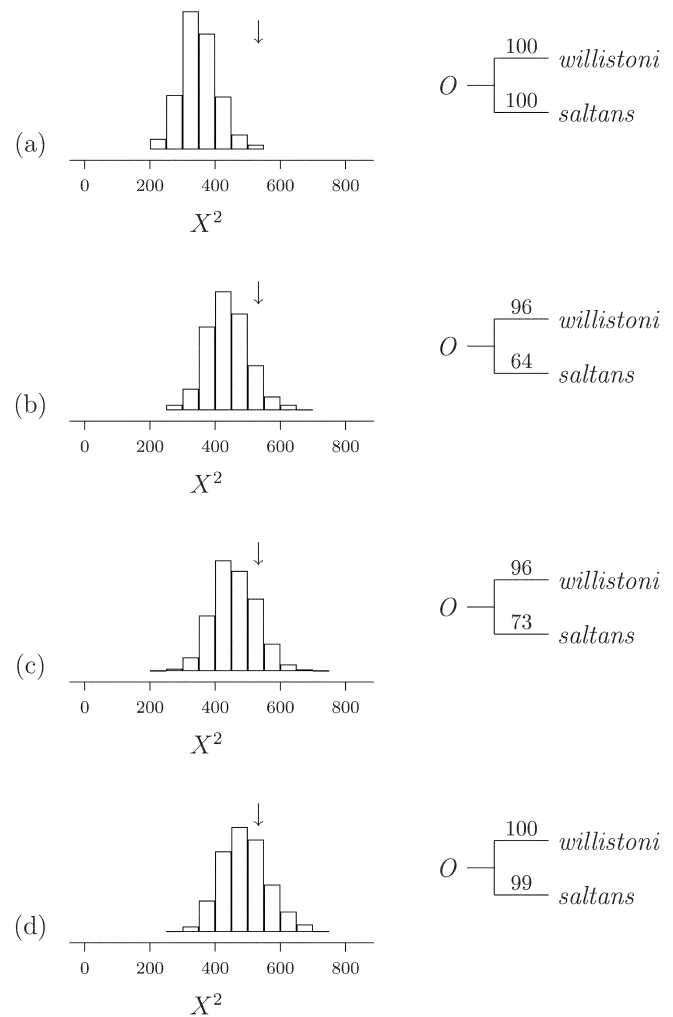 100
willistoni
O
100
saltans
(a)
0 200 400 600 800
X²
96
willistoni
O
64
saltans
(b)
0 200 400 600 800
X²
96
willistoni
O
73
saltans
(c)
0 200 400 600 800
X²
100
willistoni
O
99
saltans
(d)
0 200 400 600 800
X²